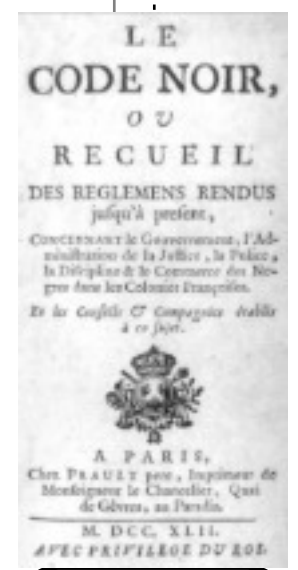 LE
CODE NOIR,
OU
RECUEIL
DES REGLEMENS RENDUS
jusqu'à present,
CONCERNANT le Gouvernement, l'Ad-
ministration de la Justice, la Police,
la Discipline & le Commerce des Ne-
gres dans les Colonies Françoises.
Et les Conseils & Compagnies établis
à ce sujet.
A PARIS,
Chez PRAULT pere, Imprimeur de
Monseigneur le Chancelier, Quai
de Gêvres, au Paradis.
M. DCC. XLII.
AVEC PRIVILEGE DU ROI.